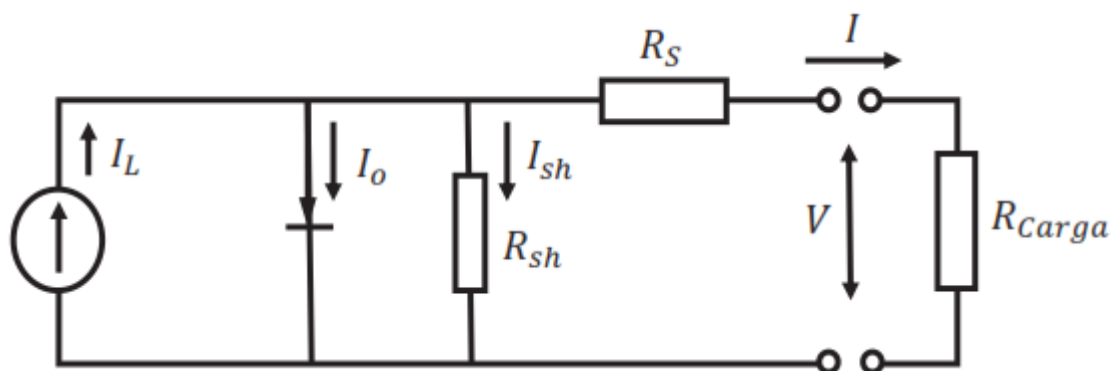 R_S
I
I_L
I_o
I_sh
R_sh
V
R_Carga